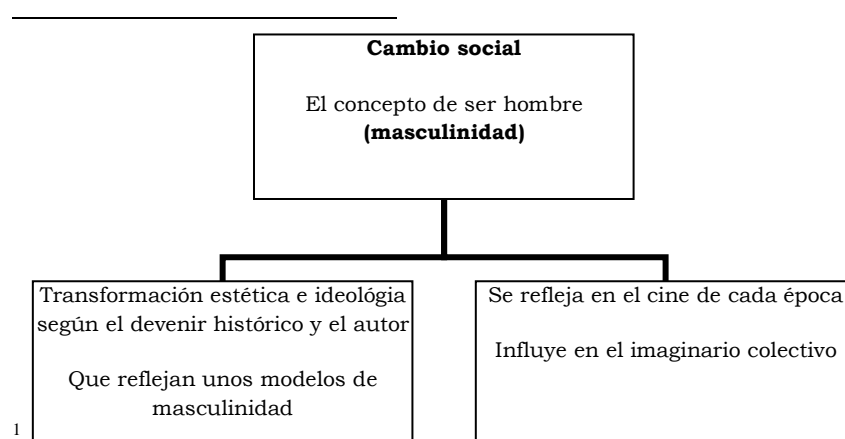 Cambio social
El concepto de ser hombre
(masculinidad)
Transformación estética e ideológia
según el devenir histórico y el autor
Que reflejan unos modelos de
masculinidad
Se refleja en el cine de cada época
Influye en el imaginario colectivo
1